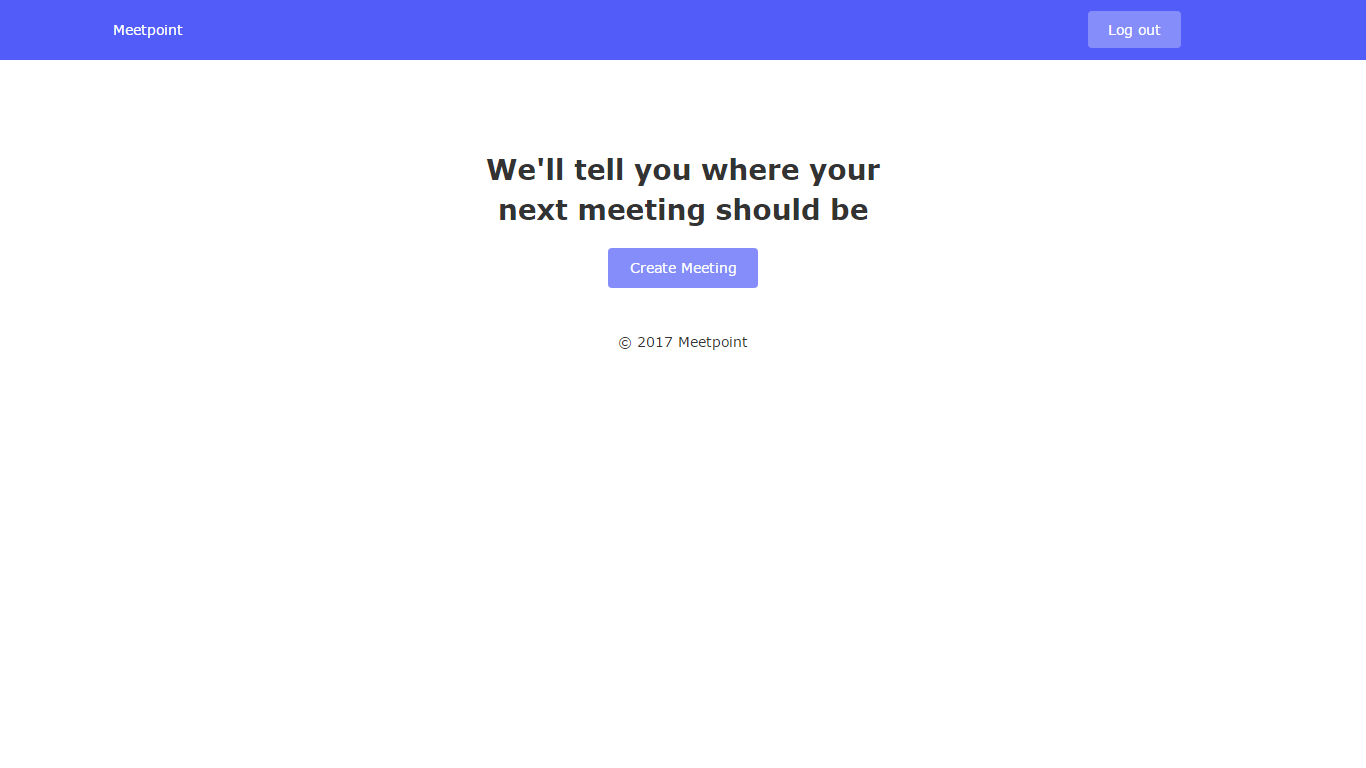 Meetpoint
Log out
We'll tell you where your
next meeting should be
Create Meeting
© 2017 Meetpoint